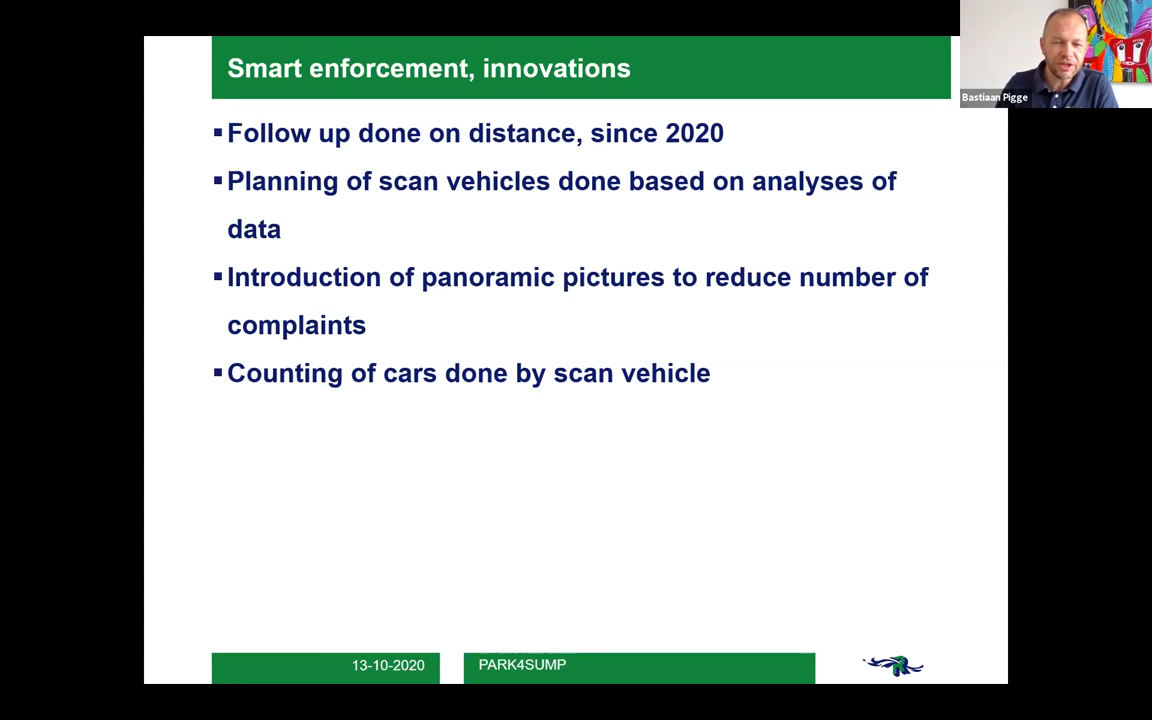 Smart enforcement, innovations
Bastiaan Pigge
▪Follow up done on distance, since 2020
▪Planning of scan vehicles done based on analyses of
data
▪Introduction of panoramic pictures to reduce number of
complaints
▪Counting of cars done by scan vehicle
13-10-2020
PARK4SUMP